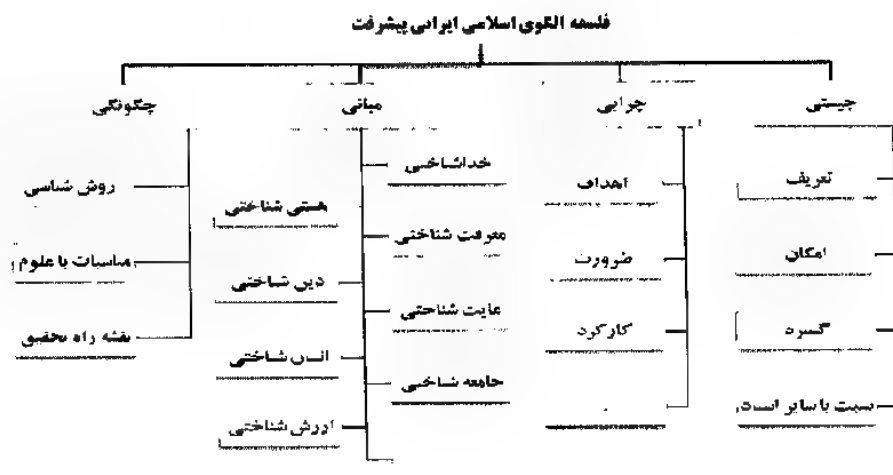 فلسفه الگوی اسلامی ایرانی پیشرفت
چیستی
تعریف
امکان
گستره
نسبت با سایر اسناد
چرایی
اهداف
ضرورت
کارکرد
مبانی
خداشناختی
معرفت شناختی
غایت شناختی
جامعه شناختی
هستی شناختی
دین شناختی
انسان شناختی
ارزش شناختی
چگونگی
روش شناسی
مناسبات با علوم
نقشه راه تحقیق